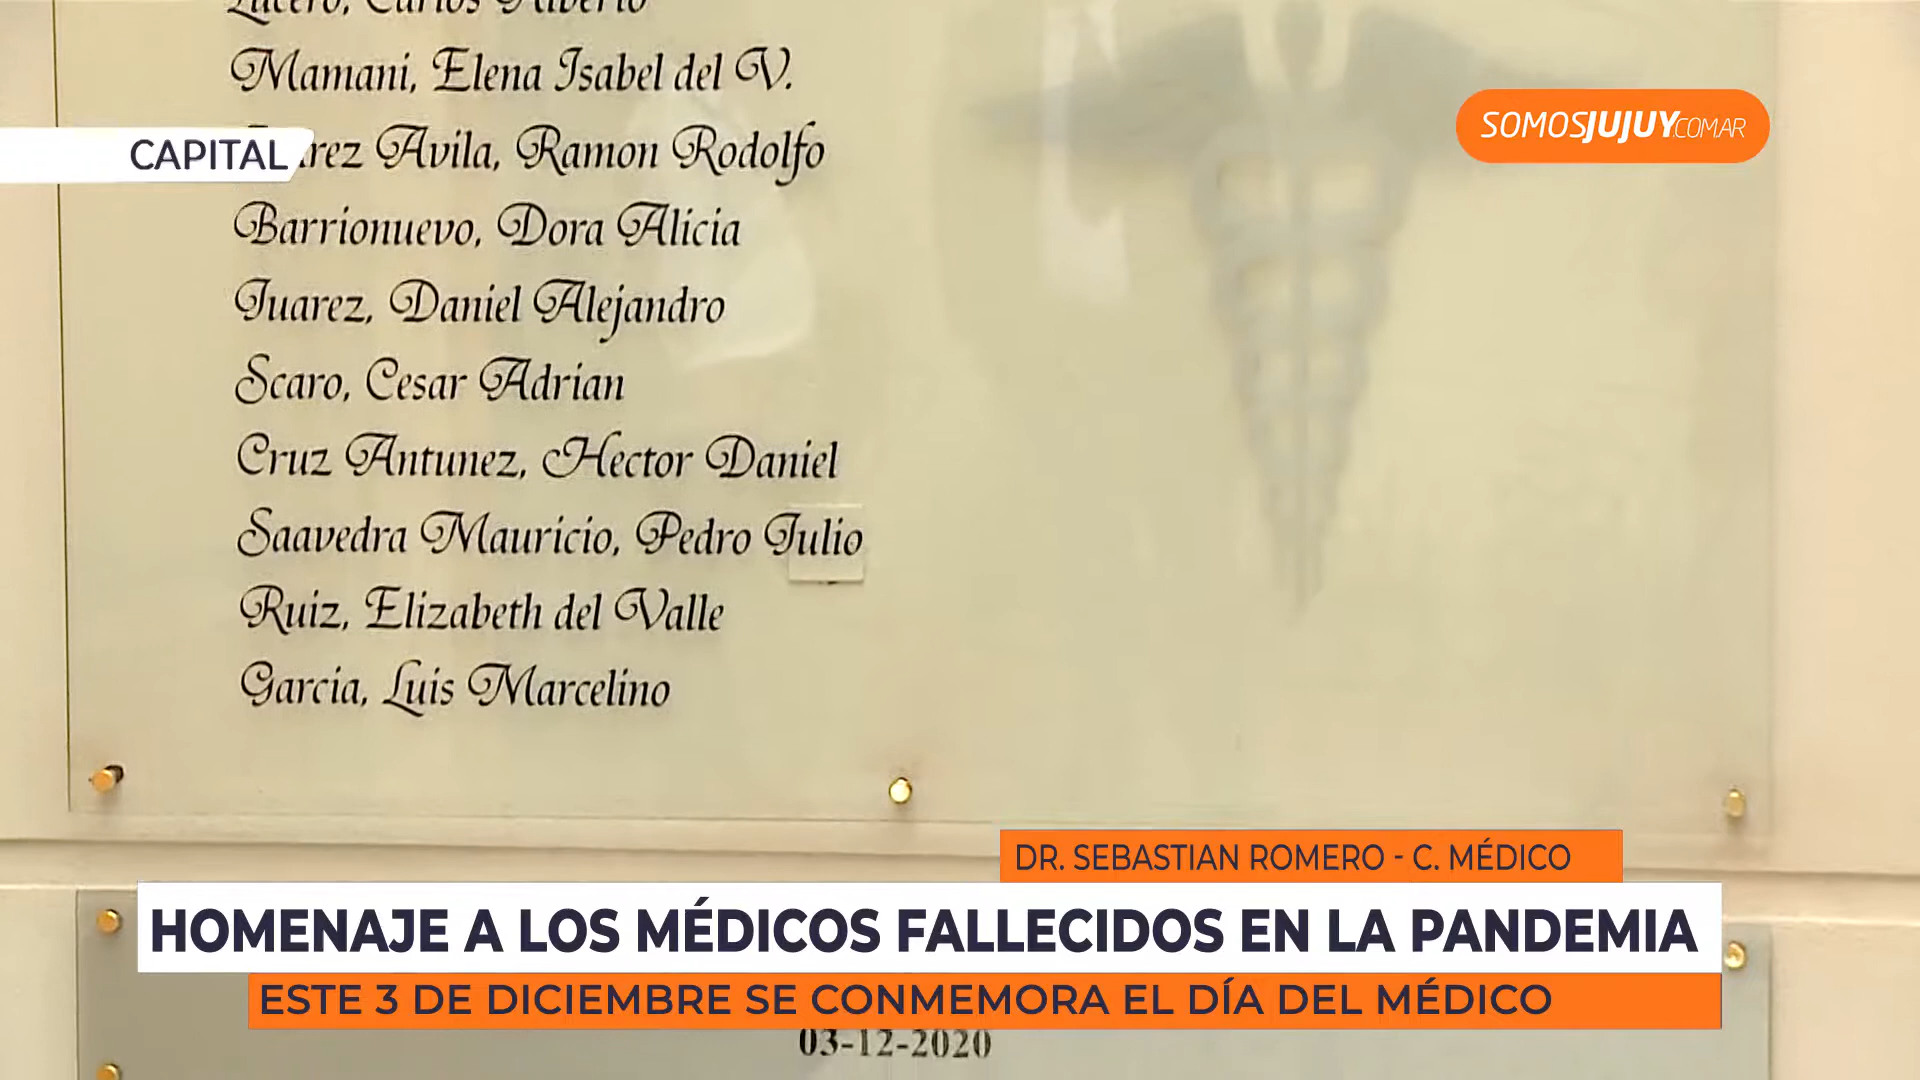 Lucero, Carlos Alberto
Mamani, Elena Isabel del V.
Avila, Ramon Rodolfo
Barrionuevo, Dora Alicia
Juarez, Daniel Alejandro
Scaro, Cesar Adrian
Cruz Antunez, Hector Daniel
Saavedra Mauricio, Pedro Julio
Ruiz, Elizabeth del Valle
Garcia, Luis Marcelino
CAPITAL
SOMOSJUJUY.COM.AR
DR. SEBASTIAN ROMERO - C. MÉDICO
HOMENAJE A LOS MÉDICOS FALLECIDOS EN LA PANDEMIA
ESTE 3 DE DICIEMBRE SE CONMEMORA EL DÍA DEL MÉDICO
03-12-2020